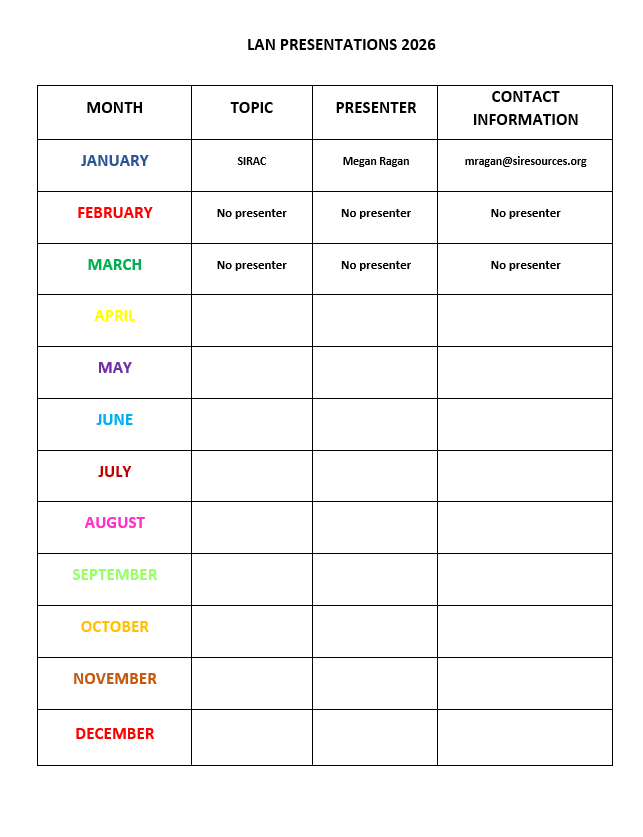 LAN PRESENTATIONS 2026
MONTH TOPIC PRESENTER CONTACT INFORMATION
JANUARY SIRAC Megan Ragan mragan@siresources.org
FEBRUARY No presenter No presenter No presenter
MARCH No presenter No presenter No presenter
APRIL
MAY
JUNE
JULY
AUGUST
SEPTEMBER
OCTOBER
NOVEMBER
DECEMBER